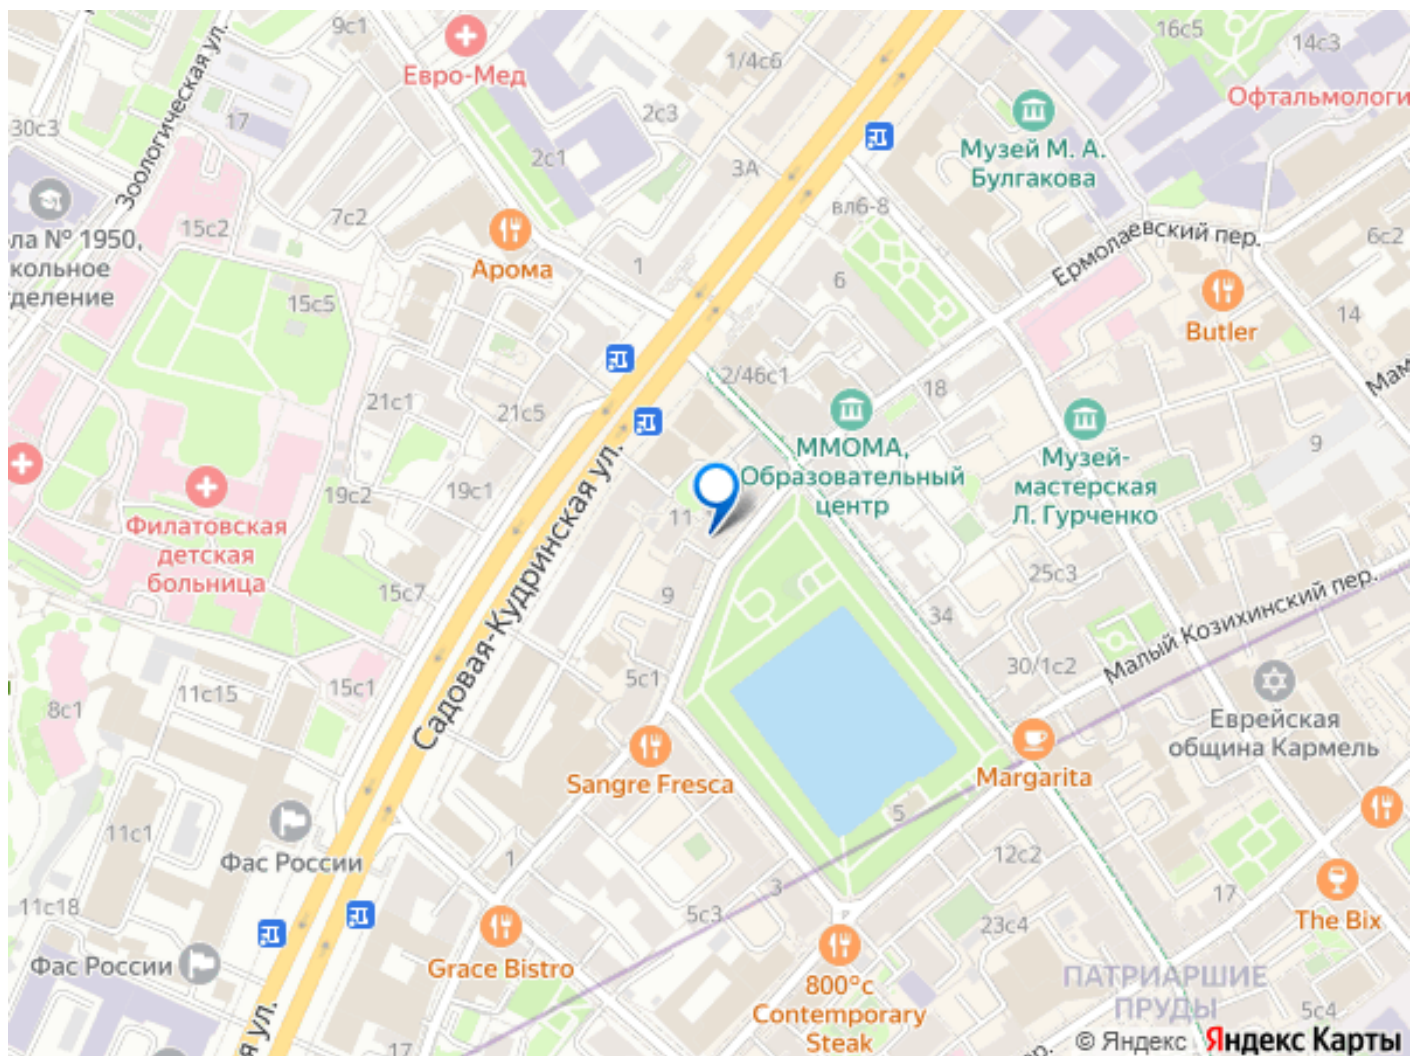 9с1
Евро-Мед
1/4с6
16с5
14с3
Офтальмологи
Зоологическая ул.
17
2с3
30с3
2с1
3А
Музей М. А.
Булгакова
вл6-8
15с2
7с2
Арома
ла № 1950,
кольное
деление
1
6
Ермолаевский пер.
6с2
15с5
Butler
14
Мам
2/46с1
18
21с1
21с5
ММОМА,
Образовательный
центр
Музей-
мастерская
Л. Гурченко
9
19с2
19с1
11
Филатовская
детская
больница
15с7
Садовая-Кудринская ул.
9
25с3
34
Малый Козихинский пер.
30/1с2
11с15
15с1
5с1
8с1
Sangre Fresca
Margarita
Еврейская
община Кармель
5
11с1
Фас России
1
12с2
3
17
11с18
5с3
23с4
The Bix
Фас России
Grace Bistro
800°c
Contemporary
Steak
ПАТРИАРШИЕ
ПРУДЫ
5с4
я ул.
17
р.
© Яндекс Яндекс Карты